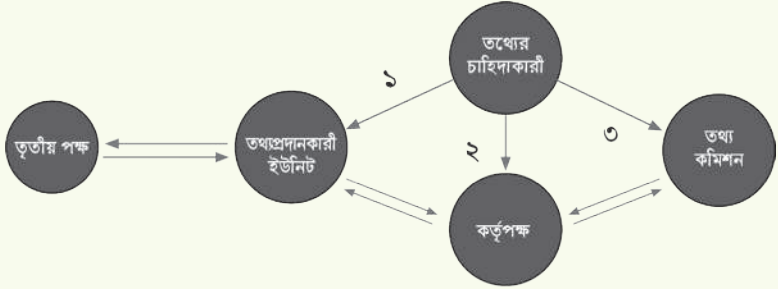 তথ্যের
চাহিদাকারী
১
২
৩
তৃতীয় পক্ষ
তথ্যপ্রদানকারী
ইউনিট
তথ্য
কমিশন
কর্তৃপক্ষ